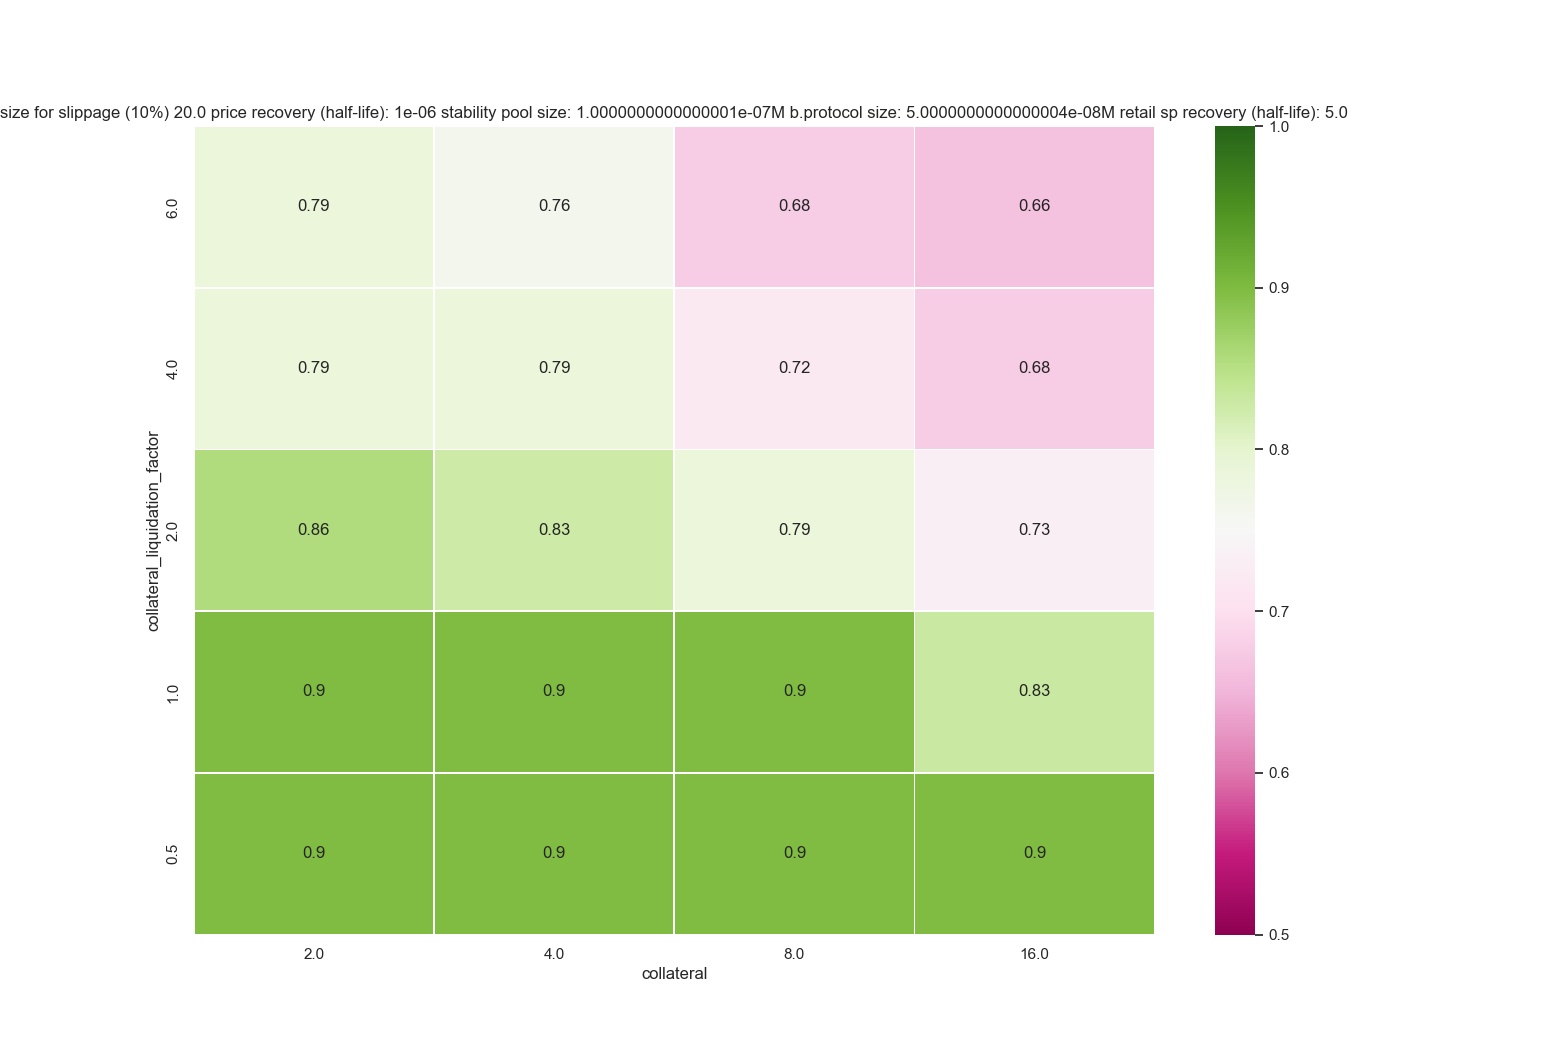 size for slippage (10%) 20.0 price recovery (half-life): 1e-06 stability pool size: 1.0000000000000001e-07M b.protocol size: 5.0000000000000004e-08M retail sp recovery (half-life): 5.0
1.0
6.0
0.79 0.76 0.68 0.66
0.9
4.0
0.79 0.79 0.72 0.68
0.8
collateral_liquidation_factor
2.0
0.86 0.83 0.79 0.73
0.7
1.0
0.9 0.9 0.9 0.83
0.6
0.5
0.9 0.9 0.9 0.9
0.5
2.0 4.0 8.0 16.0
collateral